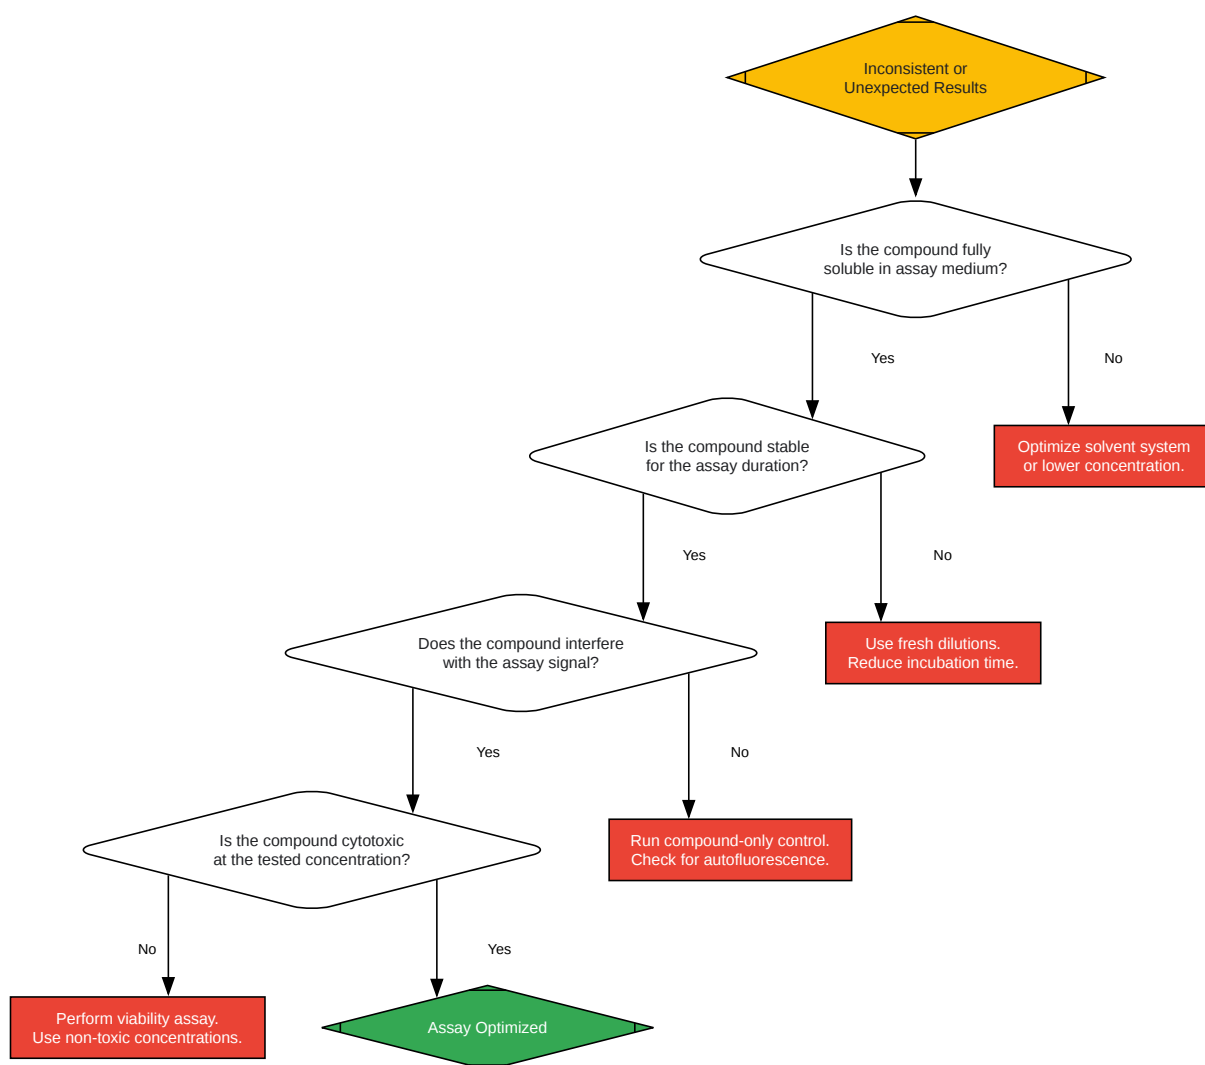 Inconsistent or
Unexpected Results
Is the compound fully
soluble in assay medium?
Yes
No
Is the compound stable
for the assay duration?
Optimize solvent system
or lower concentration.
Yes
No
Does the compound interfere
with the assay signal?
Use fresh dilutions.
Reduce incubation time.
Yes
No
Is the compound cytotoxic
at the tested concentration?
Run compound-only control.
Check for autofluorescence.
No
Yes
Perform viability assay.
Use non-toxic concentrations.
Assay Optimized